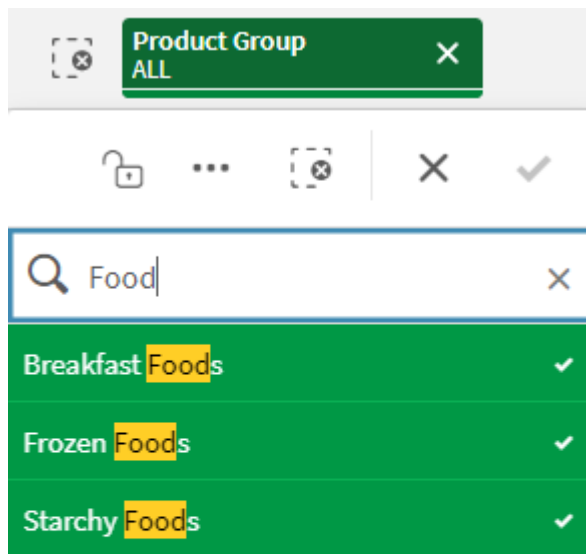 Product Group
ALL
Food
Breakfast Foods
Frozen Foods
Starchy Foods